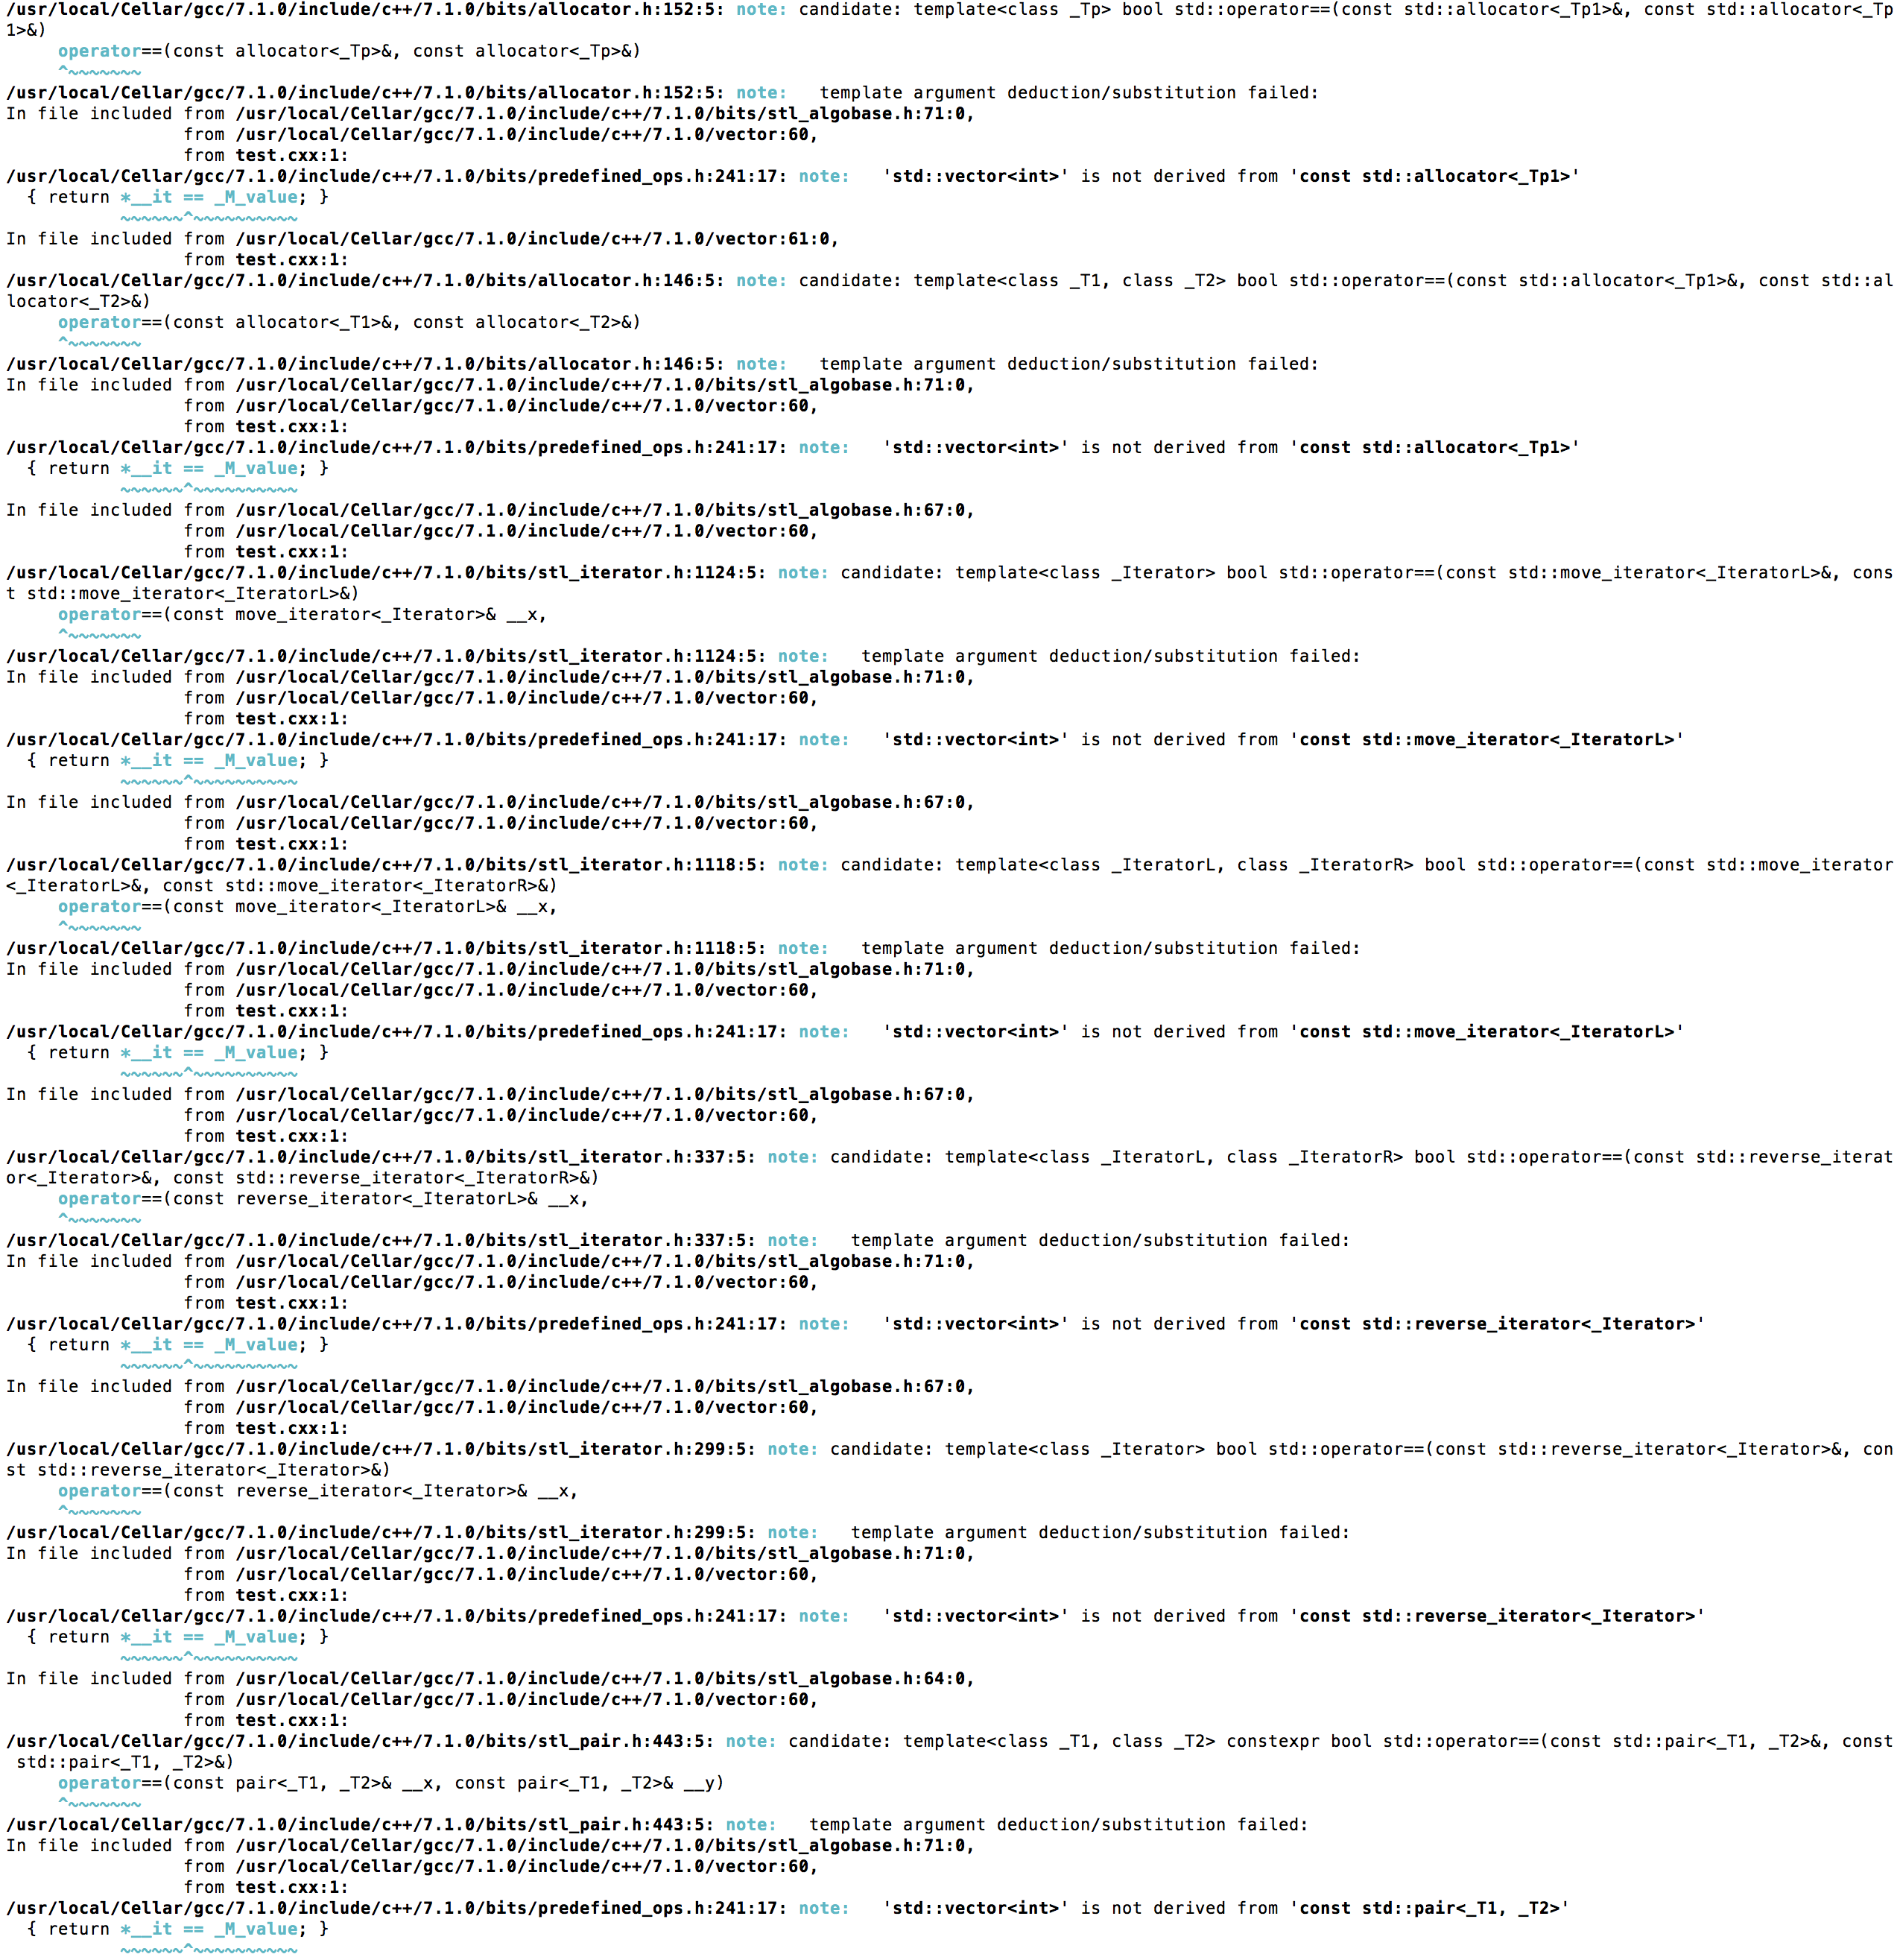 /usr/local/Cellar/gcc/7.1.0/include/c++/7.1.0/bits/allocator.h:152:5: note: candidate: template<class _Tp> bool std::operator==(const std::allocator<_Tp1>&, const std::allocator<_Tp
1>&)
     operator==(const allocator<_Tp>&, const allocator<_Tp>&)
     ^~~~~~~~
/usr/local/Cellar/gcc/7.1.0/include/c++/7.1.0/bits/allocator.h:152:5: note:   template argument deduction/substitution failed:
In file included from /usr/local/Cellar/gcc/7.1.0/include/c++/7.1.0/bits/stl_algobase.h:71:0,
                 from /usr/local/Cellar/gcc/7.1.0/include/c++/7.1.0/vector:60,
                 from test.cxx:1:
/usr/local/Cellar/gcc/7.1.0/include/c++/7.1.0/bits/predefined_ops.h:241:17: note:   'std::vector<int>' is not derived from 'const std::allocator<_Tp1>'
  { return *__it == _M_value; }
           ~~~~~~^~~~~~~~~~~
In file included from /usr/local/Cellar/gcc/7.1.0/include/c++/7.1.0/vector:61:0,
                 from test.cxx:1:
/usr/local/Cellar/gcc/7.1.0/include/c++/7.1.0/bits/allocator.h:146:5: note: candidate: template<class _T1, class _T2> bool std::operator==(const std::allocator<_Tp1>&, const std::al
locator<_T2>&)
     operator==(const allocator<_T1>&, const allocator<_T2>&)
     ^~~~~~~~
/usr/local/Cellar/gcc/7.1.0/include/c++/7.1.0/bits/allocator.h:146:5: note:   template argument deduction/substitution failed:
In file included from /usr/local/Cellar/gcc/7.1.0/include/c++/7.1.0/bits/stl_algobase.h:71:0,
                 from /usr/local/Cellar/gcc/7.1.0/include/c++/7.1.0/vector:60,
                 from test.cxx:1:
/usr/local/Cellar/gcc/7.1.0/include/c++/7.1.0/bits/predefined_ops.h:241:17: note:   'std::vector<int>' is not derived from 'const std::allocator<_Tp1>'
  { return *__it == _M_value; }
           ~~~~~~^~~~~~~~~~~
In file included from /usr/local/Cellar/gcc/7.1.0/include/c++/7.1.0/bits/stl_algobase.h:67:0,
                 from /usr/local/Cellar/gcc/7.1.0/include/c++/7.1.0/vector:60,
                 from test.cxx:1:
/usr/local/Cellar/gcc/7.1.0/include/c++/7.1.0/bits/stl_iterator.h:1124:5: note: candidate: template<class _Iterator> bool std::operator==(const std::move_iterator<_IteratorL>&, cons
t std::move_iterator<_IteratorL>&)
     operator==(const move_iterator<_Iterator>& __x,
     ^~~~~~~~
/usr/local/Cellar/gcc/7.1.0/include/c++/7.1.0/bits/stl_iterator.h:1124:5: note:   template argument deduction/substitution failed:
In file included from /usr/local/Cellar/gcc/7.1.0/include/c++/7.1.0/bits/stl_algobase.h:71:0,
                 from /usr/local/Cellar/gcc/7.1.0/include/c++/7.1.0/vector:60,
                 from test.cxx:1:
/usr/local/Cellar/gcc/7.1.0/include/c++/7.1.0/bits/predefined_ops.h:241:17: note:   'std::vector<int>' is not derived from 'const std::move_iterator<_IteratorL>'
  { return *__it == _M_value; }
           ~~~~~~^~~~~~~~~~~
In file included from /usr/local/Cellar/gcc/7.1.0/include/c++/7.1.0/bits/stl_algobase.h:67:0,
                 from /usr/local/Cellar/gcc/7.1.0/include/c++/7.1.0/vector:60,
                 from test.cxx:1:
/usr/local/Cellar/gcc/7.1.0/include/c++/7.1.0/bits/stl_iterator.h:1118:5: note: candidate: template<class _IteratorL, class _IteratorR> bool std::operator==(const std::move_iterator
<_IteratorL>&, const std::move_iterator<_IteratorR>&)
     operator==(const move_iterator<_IteratorL>& __x,
     ^~~~~~~~
/usr/local/Cellar/gcc/7.1.0/include/c++/7.1.0/bits/stl_iterator.h:1118:5: note:   template argument deduction/substitution failed:
In file included from /usr/local/Cellar/gcc/7.1.0/include/c++/7.1.0/bits/stl_algobase.h:71:0,
                 from /usr/local/Cellar/gcc/7.1.0/include/c++/7.1.0/vector:60,
                 from test.cxx:1:
/usr/local/Cellar/gcc/7.1.0/include/c++/7.1.0/bits/predefined_ops.h:241:17: note:   'std::vector<int>' is not derived from 'const std::move_iterator<_IteratorL>'
  { return *__it == _M_value; }
           ~~~~~~^~~~~~~~~~~
In file included from /usr/local/Cellar/gcc/7.1.0/include/c++/7.1.0/bits/stl_algobase.h:67:0,
                 from /usr/local/Cellar/gcc/7.1.0/include/c++/7.1.0/vector:60,
                 from test.cxx:1:
/usr/local/Cellar/gcc/7.1.0/include/c++/7.1.0/bits/stl_iterator.h:337:5: note: candidate: template<class _IteratorL, class _IteratorR> bool std::operator==(const std::reverse_iterat
or<_Iterator>&, const std::reverse_iterator<_IteratorR>&)
     operator==(const reverse_iterator<_IteratorL>& __x,
     ^~~~~~~~
/usr/local/Cellar/gcc/7.1.0/include/c++/7.1.0/bits/stl_iterator.h:337:5: note:   template argument deduction/substitution failed:
In file included from /usr/local/Cellar/gcc/7.1.0/include/c++/7.1.0/bits/stl_algobase.h:71:0,
                 from /usr/local/Cellar/gcc/7.1.0/include/c++/7.1.0/vector:60,
                 from test.cxx:1:
/usr/local/Cellar/gcc/7.1.0/include/c++/7.1.0/bits/predefined_ops.h:241:17: note:   'std::vector<int>' is not derived from 'const std::reverse_iterator<_Iterator>'
  { return *__it == _M_value; }
           ~~~~~~^~~~~~~~~~~
In file included from /usr/local/Cellar/gcc/7.1.0/include/c++/7.1.0/bits/stl_algobase.h:67:0,
                 from /usr/local/Cellar/gcc/7.1.0/include/c++/7.1.0/vector:60,
                 from test.cxx:1:
/usr/local/Cellar/gcc/7.1.0/include/c++/7.1.0/bits/stl_iterator.h:299:5: note: candidate: template<class _Iterator> bool std::operator==(const std::reverse_iterator<_Iterator>&, con
st std::reverse_iterator<_Iterator>&)
     operator==(const reverse_iterator<_Iterator>& __x,
     ^~~~~~~~
/usr/local/Cellar/gcc/7.1.0/include/c++/7.1.0/bits/stl_iterator.h:299:5: note:   template argument deduction/substitution failed:
In file included from /usr/local/Cellar/gcc/7.1.0/include/c++/7.1.0/bits/stl_algobase.h:71:0,
                 from /usr/local/Cellar/gcc/7.1.0/include/c++/7.1.0/vector:60,
                 from test.cxx:1:
/usr/local/Cellar/gcc/7.1.0/include/c++/7.1.0/bits/predefined_ops.h:241:17: note:   'std::vector<int>' is not derived from 'const std::reverse_iterator<_Iterator>'
  { return *__it == _M_value; }
           ~~~~~~^~~~~~~~~~~
In file included from /usr/local/Cellar/gcc/7.1.0/include/c++/7.1.0/bits/stl_algobase.h:64:0,
                 from /usr/local/Cellar/gcc/7.1.0/include/c++/7.1.0/vector:60,
                 from test.cxx:1:
/usr/local/Cellar/gcc/7.1.0/include/c++/7.1.0/bits/stl_pair.h:443:5: note: candidate: template<class _T1, class _T2> constexpr bool std::operator==(const std::pair<_T1, _T2>&, const
 std::pair<_T1, _T2>&)
     operator==(const pair<_T1, _T2>& __x, const pair<_T1, _T2>& __y)
     ^~~~~~~~
/usr/local/Cellar/gcc/7.1.0/include/c++/7.1.0/bits/stl_pair.h:443:5: note:   template argument deduction/substitution failed:
In file included from /usr/local/Cellar/gcc/7.1.0/include/c++/7.1.0/bits/stl_algobase.h:71:0,
                 from /usr/local/Cellar/gcc/7.1.0/include/c++/7.1.0/vector:60,
                 from test.cxx:1:
/usr/local/Cellar/gcc/7.1.0/include/c++/7.1.0/bits/predefined_ops.h:241:17: note:   'std::vector<int>' is not derived from 'const std::pair<_T1, _T2>'
  { return *__it == _M_value; }
           ~~~~~~^~~~~~~~~~~